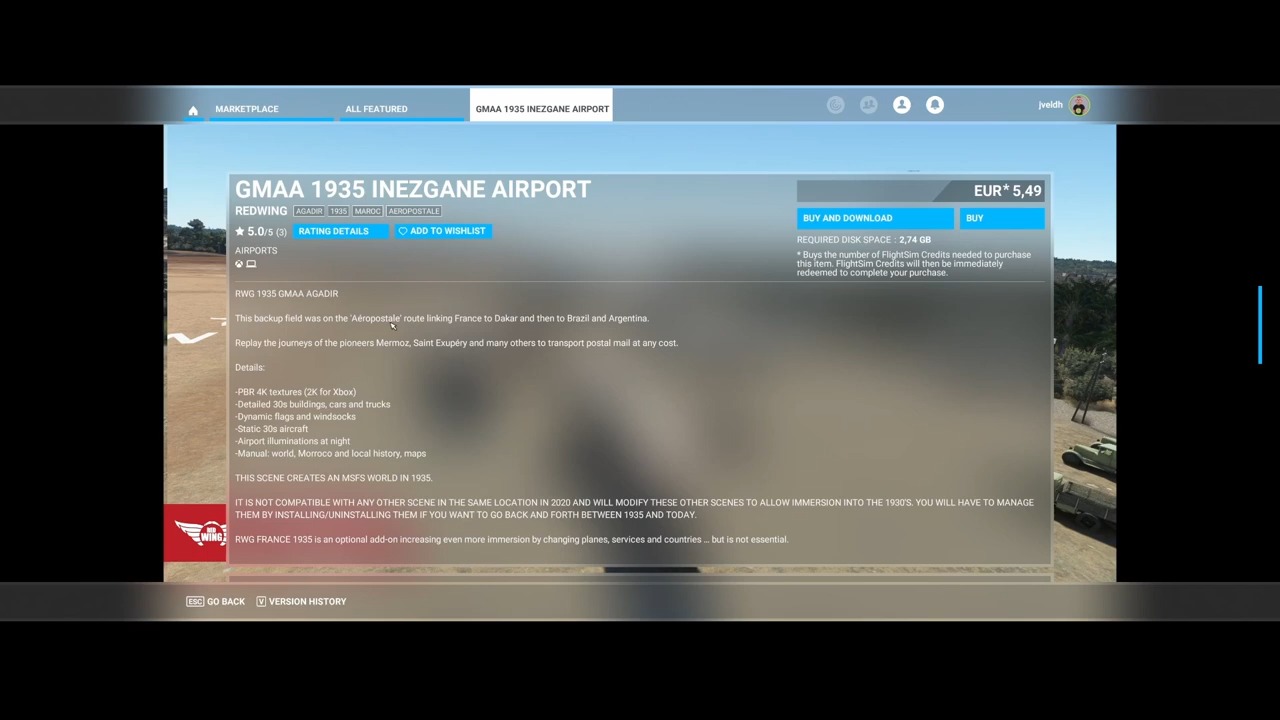 MARKETPLACE
ALL FEATURED
GMAA 1935 INEZGANE AIRPORT
jveldh
GMAA 1935 INEZGANE AIRPORT
EUR* 5,49
REDWING AGADIR 1935 MAROC AEROPOSTALE
BUY AND DOWNLOAD
BUY
5.0/5 (3) RATING DETAILS ADD TO WISHLIST
REQUIRED DISK SPACE : 2,74 GB
AIRPORTS
* Buys the number of FlightSim Credits needed to purchase
this item. FlightSim Credits will then be immediately
redeemed to complete your purchase.
RWG 1935 GMAA AGADIR
This backup field was on the 'Aéropostale' route linking France to Dakar and then to Brazil and Argentina.
Replay the journeys of the pioneers Mermoz, Saint Exupéry and many others to transport postal mail at any cost.
Details:
-PBR 4K textures (2K for Xbox)
-Detailed 30s buildings, cars and trucks
-Dynamic flags and windsocks
-Static 30s aircraft
-Airport illuminations at night
-Manual: world, Morroco and local history, maps
THIS SCENE CREATES AN MSFS WORLD IN 1935.
IT IS NOT COMPATIBLE WITH ANY OTHER SCENE IN THE SAME LOCATION IN 2020 AND WILL MODIFY THESE OTHER SCENES TO ALLOW IMMERSION INTO THE 1930'S. YOU WILL HAVE TO MANAGE
THEM BY INSTALLING/UNINSTALLING THEM IF YOU WANT TO GO BACK AND FORTH BETWEEN 1935 AND TODAY.
RED
WING
RWG FRANCE 1935 is an optional add-on increasing even more immersion by changing planes, services and countries ... but is not essential.
ESC GO BACK
V VERSION HISTORY